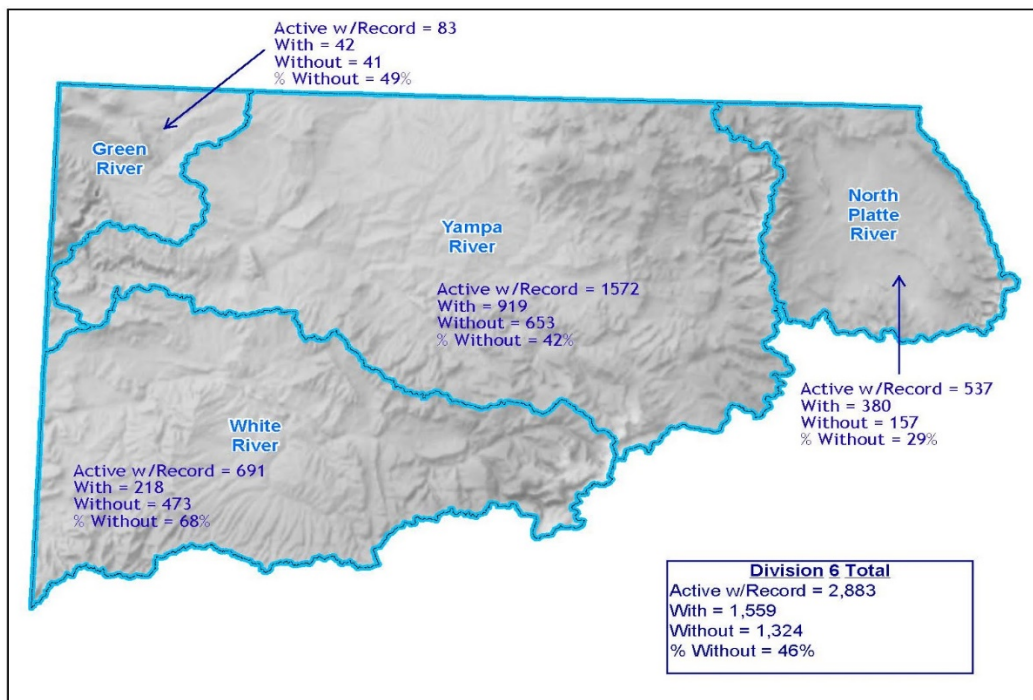 Active w/Record = 83
With = 42
Without = 41
% Without = 49%
Green
River
North
Platte
River
Yampa
River
Active w/Record = 1572
With = 919
Without = 653
% Without = 42%
Active w/Record = 537
With = 380
Without = 157
% Without = 29%
White
River
Active w/Record = 691
With = 218
Without = 473
% Without = 68%
Division 6 Total
Active w/Record = 2,883
With = 1,559
Without = 1,324
% Without = 46%